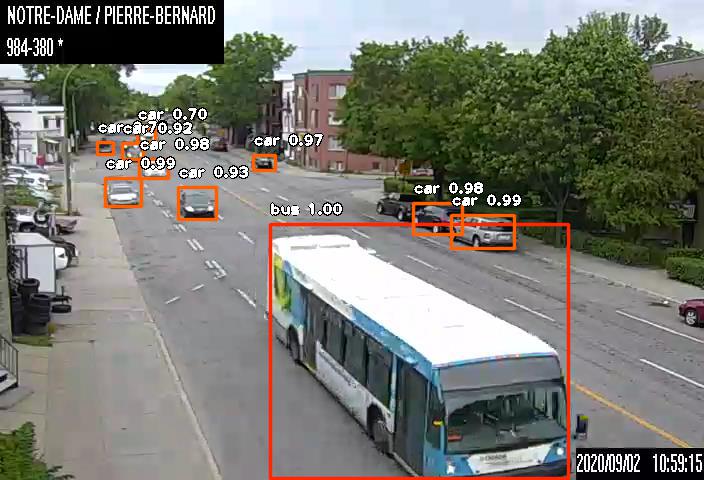 NOTRE-DAME / PIERRE-BERNARD
984-380 *
car 0.70
car 0.92
car 0.98
car 0.97
car 0.99
car 0.93
car 0.98
car 0.99
bus 1.00
2020/09/02 10:59:15